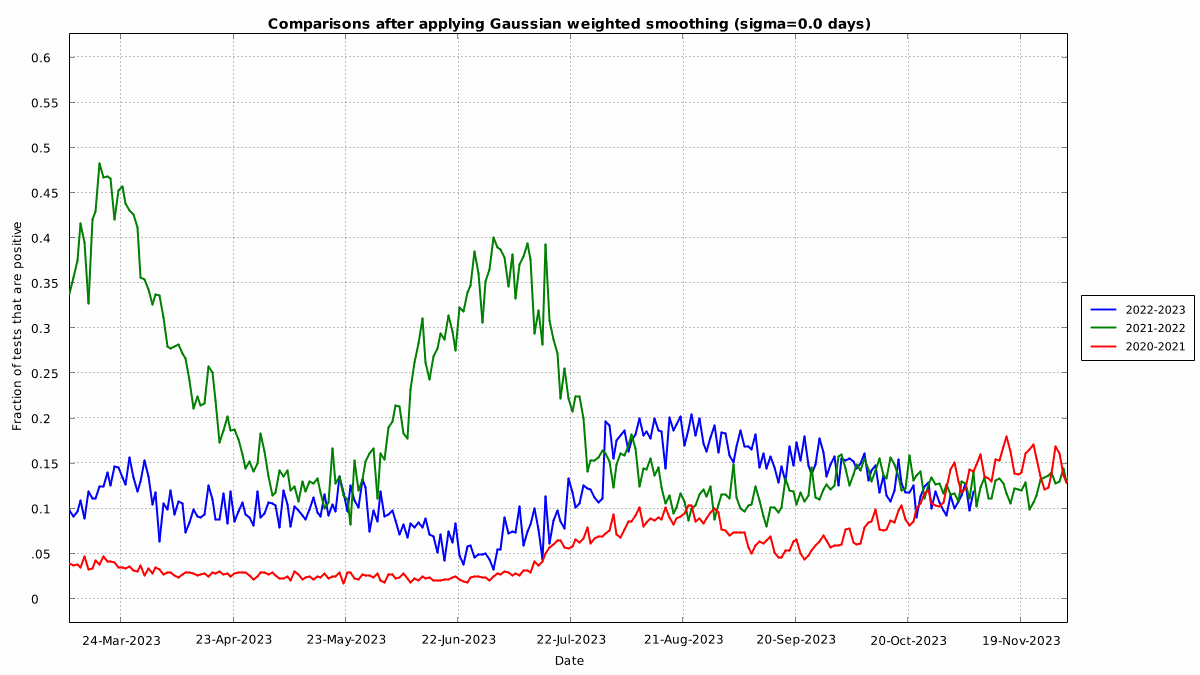 Comparisons after applying Gaussian weighted smoothing (sigma=0.0 days)
0.6
0.55
0.5
0.45
0.4
0.35
0.3
0.25
0.2
0.15
0.1
.05
0
Fraction of tests that are positive
24-Mar-2023
23-Apr-2023
23-May-2023
22-Jun-2023
22-Jul-2023
21-Aug-2023
20-Sep-2023
20-Oct-2023
19-Nov-2023
Date
2022-2023
2021-2022
2020-2021